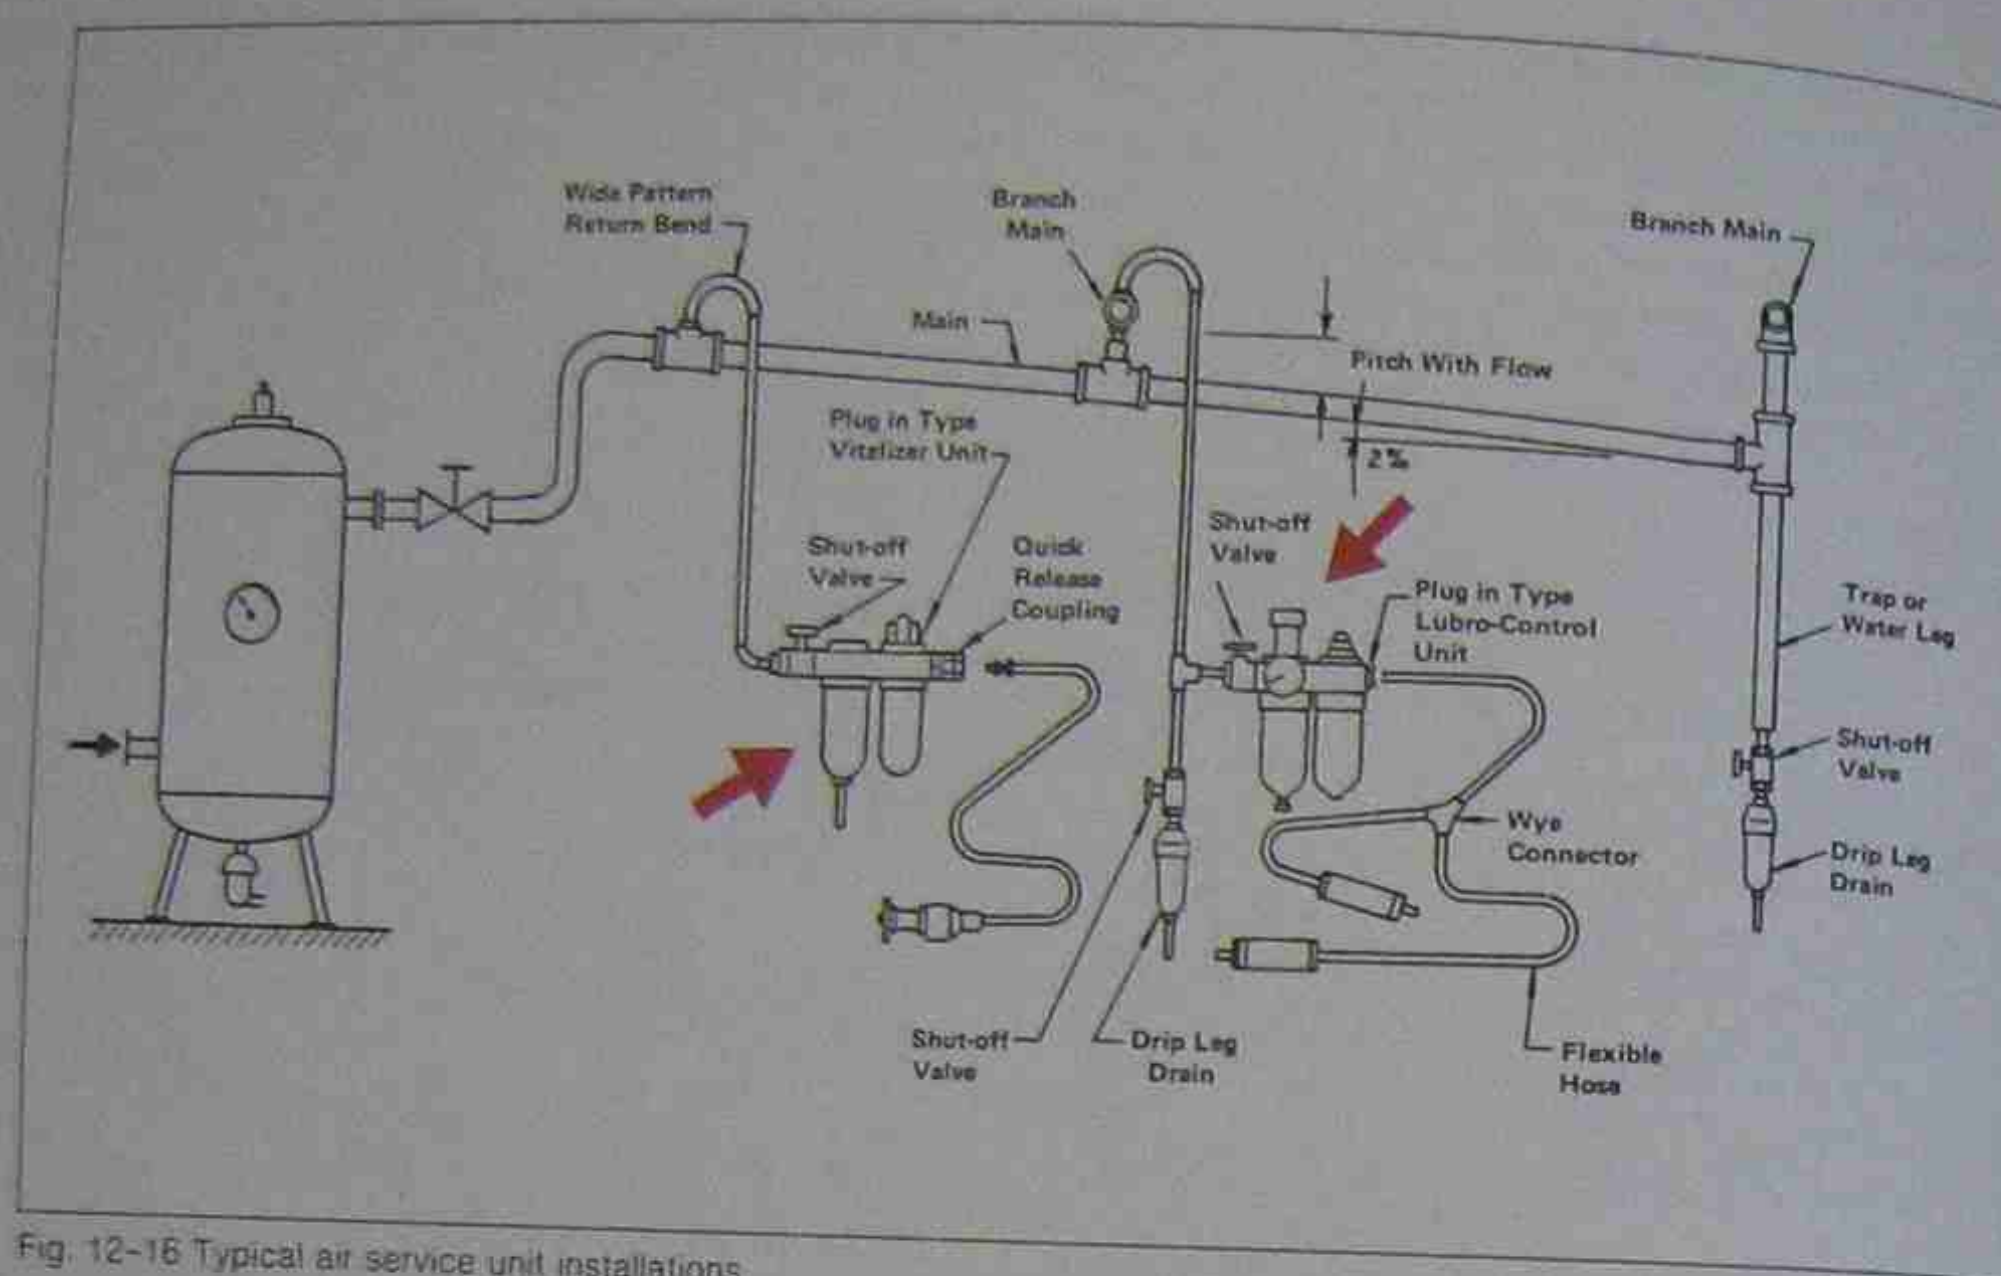 Wide Pattern
Return Bend
Branch
Main
Branch Main
Main
Pitch With Flow
2%
Plug in Type
Vitalizer Unit
Shut-off
Valve
Quick
Release
Coupling
Shut-off
Valve
Plug in Type
Lubro-Control
Unit
Trap or
Water Leg
Shut-off
Valve
Wye
Connector
Drip Leg
Drain
Shut-off
Valve
Drip Leg
Drain
Flexible
Hose
Fig. 12-16 Typical air service unit installations